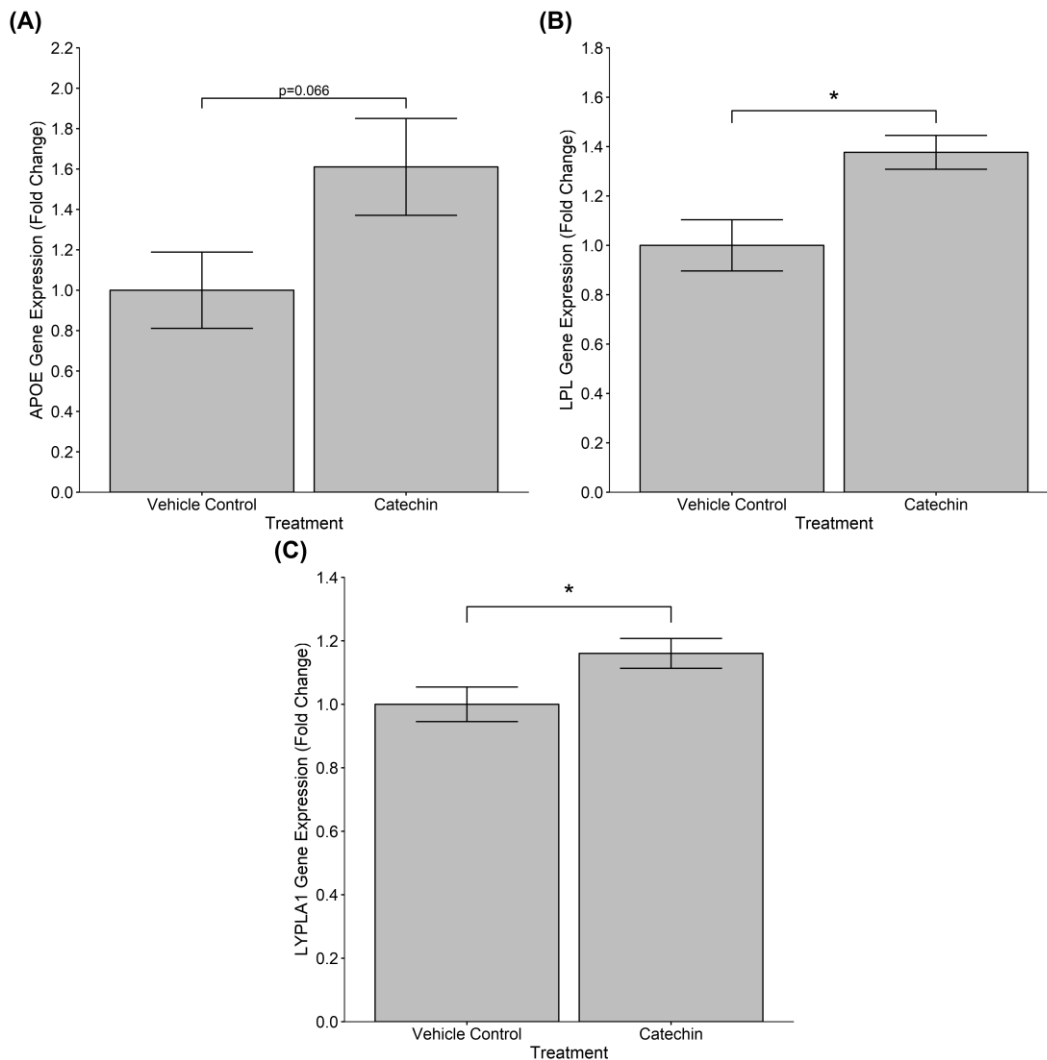 (A)
APOE Gene Expression (Fold Change)
2.2
2.0
1.8
1.6
1.4
1.2
1.0
0.8
0.6
0.4
0.2
0.0
p=0.066
Vehicle Control Catechin
Treatment
(B)
LPL Gene Expression (Fold Change)
1.8
1.6
1.4
1.2
1.0
0.8
0.6
0.4
0.2
0.0
*
Vehicle Control Catechin
Treatment
(C)
LYPLA1 Gene Expression (Fold Change)
1.4
1.2
1.0
0.8
0.6
0.4
0.2
0.0
*
Vehicle Control Catechin
Treatment